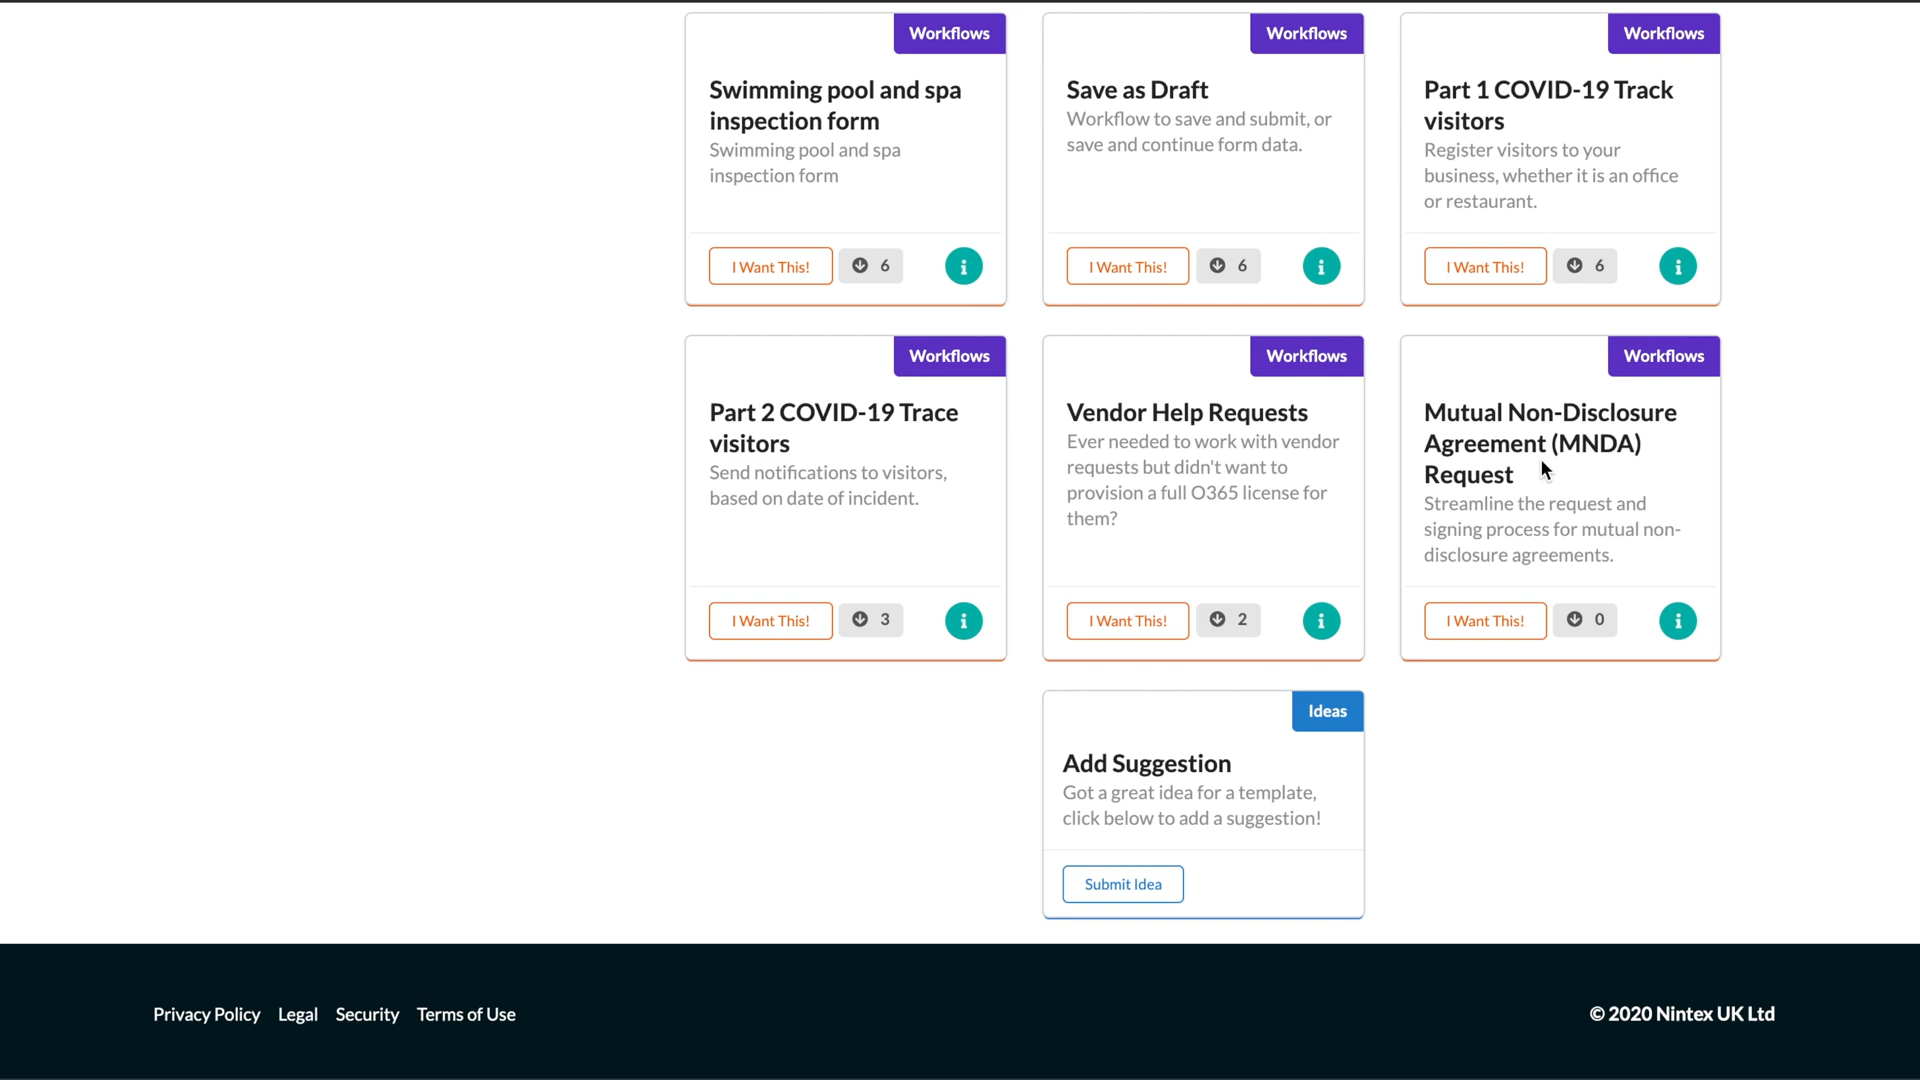 Workflows
Swimming pool and spa
inspection form
Swimming pool and spa
inspection form
I Want This!
6
Workflows
Save as Draft
Workflow to save and submit, or
save and continue form data.
I Want This!
6
Workflows
Part 1 COVID-19 Track
visitors
Register visitors to your
business, whether it is an office
or restaurant.
I Want This!
6
Workflows
Part 2 COVID-19 Trace
visitors
Send notifications to visitors,
based on date of incident.
I Want This!
3
Workflows
Vendor Help Requests
Ever needed to work with vendor
requests but didn't want to
provision a full O365 license for
them?
I Want This!
2
Workflows
Mutual Non-Disclosure
Agreement (MNDA)
Request
Streamline the request and
signing process for mutual non-
disclosure agreements.
I Want This!
0
Ideas
Add Suggestion
Got a great idea for a template,
click below to add a suggestion!
Submit Idea
Privacy Policy Legal Security Terms of Use
© 2020 Nintex UK Ltd